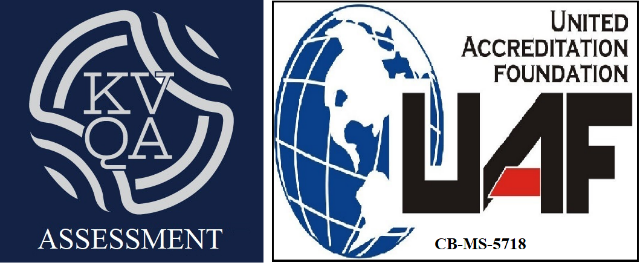 KV
QA
ASSESSMENT
UNITED
ACCREDITATION
FOUNDATION
UAF
CB-MS-5718